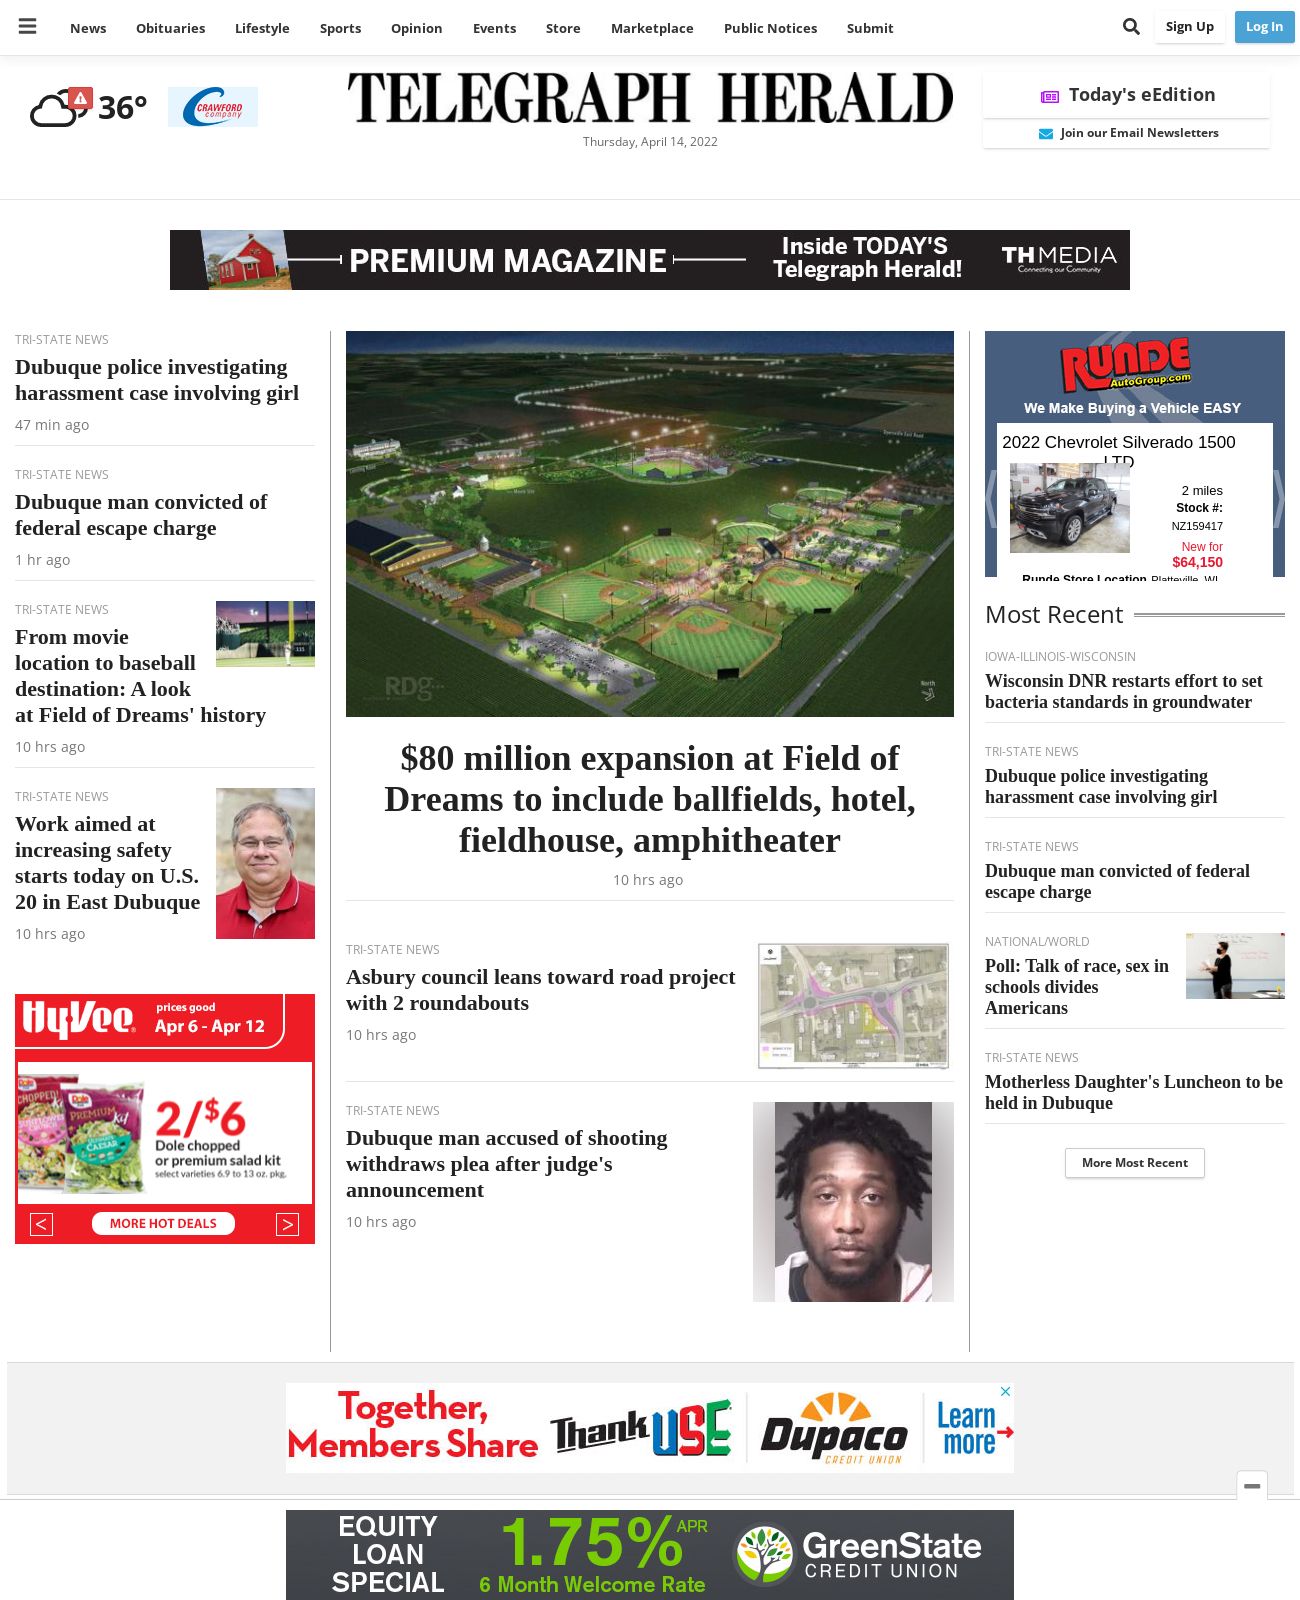 News Obituaries Lifestyle Sports Opinion Events Store Marketplace Public Notices Submit Sign Up Log In
36°
CRAWFORD
company
TELEGRAPH HERALD
Thursday, April 14, 2022
Today's eEdition
Join our Email Newsletters
PREMIUM MAGAZINE
Inside TODAY'S
Telegraph Herald!
THMEDIA
Connecting our Community
TRI-STATE NEWS
Dubuque police investigating
harassment case involving girl
47 min ago
TRI-STATE NEWS
Dubuque man convicted of
federal escape charge
1 hr ago
TRI-STATE NEWS
From movie
location to baseball
destination: A look
at Field of Dreams' history
10 hrs ago
TRI-STATE NEWS
Work aimed at
increasing safety
starts today on U.S.
20 in East Dubuque
10 hrs ago
HyVee
prices good
Apr 6 - Apr 12
Dole
CHOPPED
PREMIUM
Kit
CAESAR
2/$6
Dole chopped
or premium salad kit
select varieties 6.9 to 13 oz. pkg.
<
MORE HOT DEALS
>
RDG
North
$80 million expansion at Field of
Dreams to include ballfields, hotel,
fieldhouse, amphitheater
10 hrs ago
TRI-STATE NEWS
Asbury council leans toward road project
with 2 roundabouts
10 hrs ago
TRI-STATE NEWS
Dubuque man accused of shooting
withdraws plea after judge's
announcement
10 hrs ago
RUNDE
AutoGroup.com
We Make Buying a Vehicle EASY
2022 Chevrolet Silverado 1500
LTD
2 miles
Stock #:
NZ159417
New for
$64,150
Runde Store Location Platteville, WI
Most Recent
IOWA-ILLINOIS-WISCONSIN
Wisconsin DNR restarts effort to set
bacteria standards in groundwater
TRI-STATE NEWS
Dubuque police investigating
harassment case involving girl
TRI-STATE NEWS
Dubuque man convicted of federal
escape charge
NATIONAL/WORLD
Poll: Talk of race, sex in
schools divides
Americans
TRI-STATE NEWS
Motherless Daughter's Luncheon to be
held in Dubuque
More Most Recent
Together,
Members Share
Thank USE
Dupaco
CREDIT UNION
Learn
more
EQUITY
LOAN
SPECIAL
1.75% APR
6 Month Welcome Rate
GreenState
CREDIT UNION